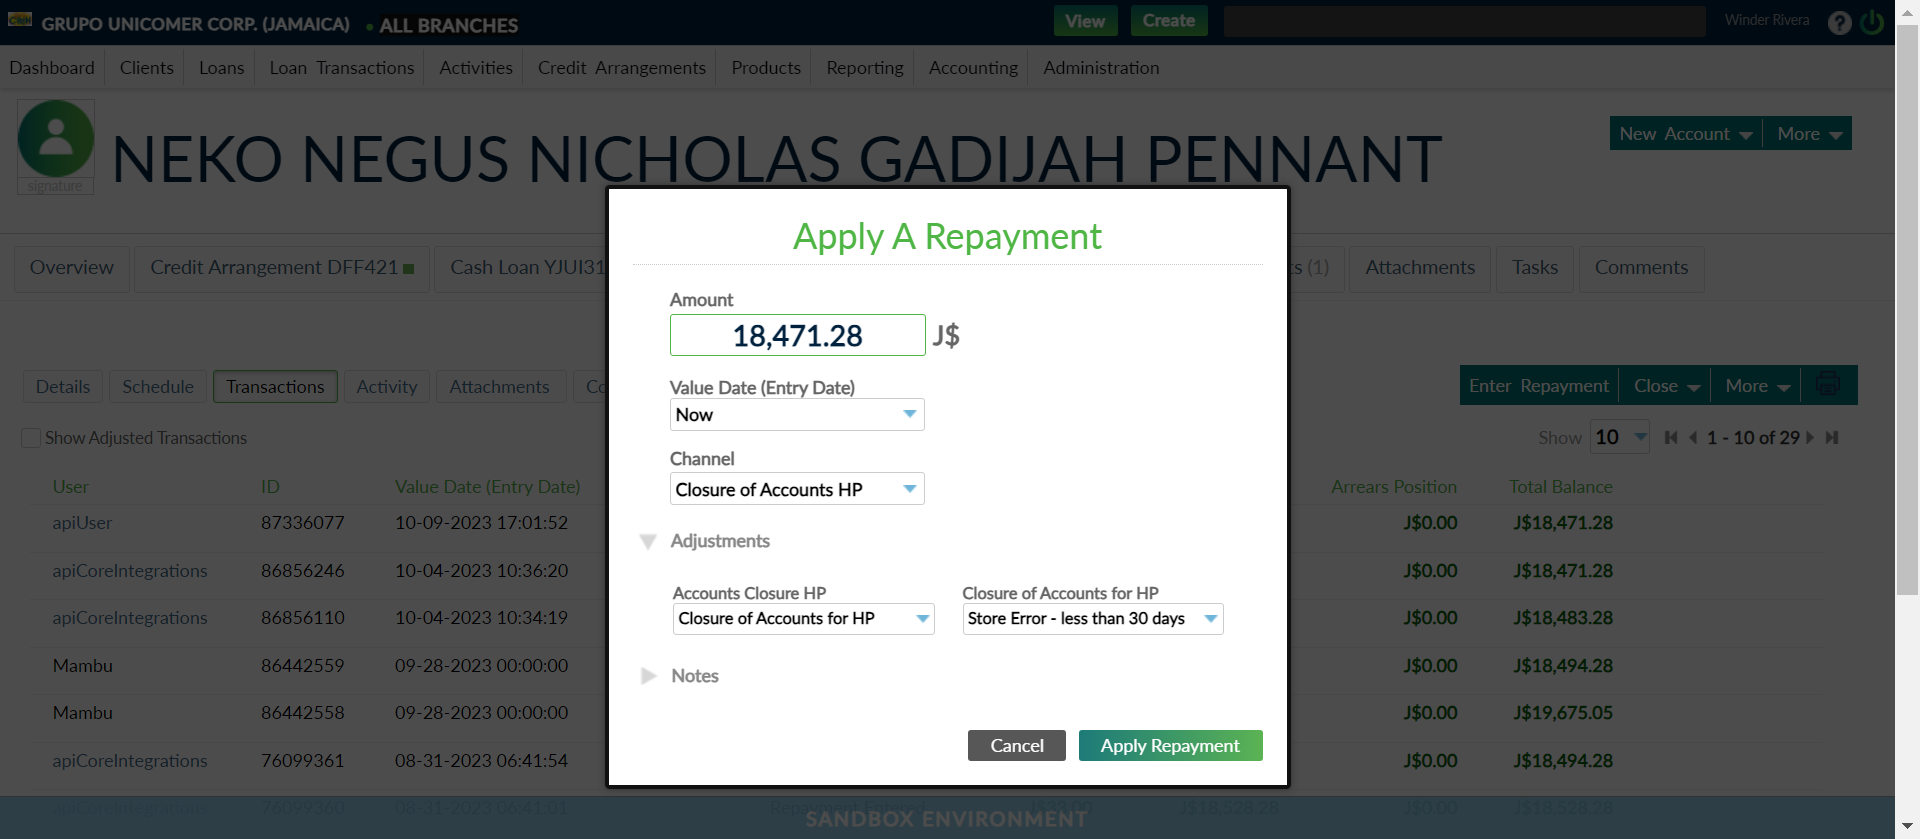 GRUPO UNICOMER CORP. (JAMAICA) • ALL BRANCHES View Create Winder Rivera ?
Dashboard Clients Loans Loan Transactions Activities Credit Arrangements Products Reporting Accounting Administration
signature
NEKO NEGUS NICHOLAS GADIJAH PENNANT
New Account More
Overview Credit Arrangement DFF421 Cash Loan YJUI31 (1) Attachments Tasks Comments
Details Schedule Transactions Activity Attachments
Enter Repayment Close More
Show Adjusted Transactions
Show 10 1 - 10 of 29
User ID Value Date (Entry Date) Arrears Position Total Balance
apiUser 87336077 10-09-2023 17:01:52 J$0.00 J$18,471.28
apiCoreIntegrations 86856246 10-04-2023 10:36:20 J$0.00 J$18,471.28
apiCoreIntegrations 86856110 10-04-2023 10:34:19 J$0.00 J$18,483.28
Mambu 86442559 09-28-2023 00:00:00 J$0.00 J$18,494.28
Mambu 86442558 09-28-2023 00:00:00 J$0.00 J$19,675.05
apiCoreIntegrations 76099361 08-31-2023 06:41:54 J$0.00 J$18,494.28
apiCoreIntegrations 76099360 08-31-2023 06:41:01 Repayment Entered J$33.00 J$18,528.28 J$0.00 J$18,528.28
SANDBOX ENVIRONMENT
Apply A Repayment
Amount
18,471.28 J$
Value Date (Entry Date)
Now
Channel
Closure of Accounts HP
Adjustments
Accounts Closure HP Closure of Accounts for HP
Closure of Accounts for HP Store Error - less than 30 days
Notes
Cancel Apply Repayment